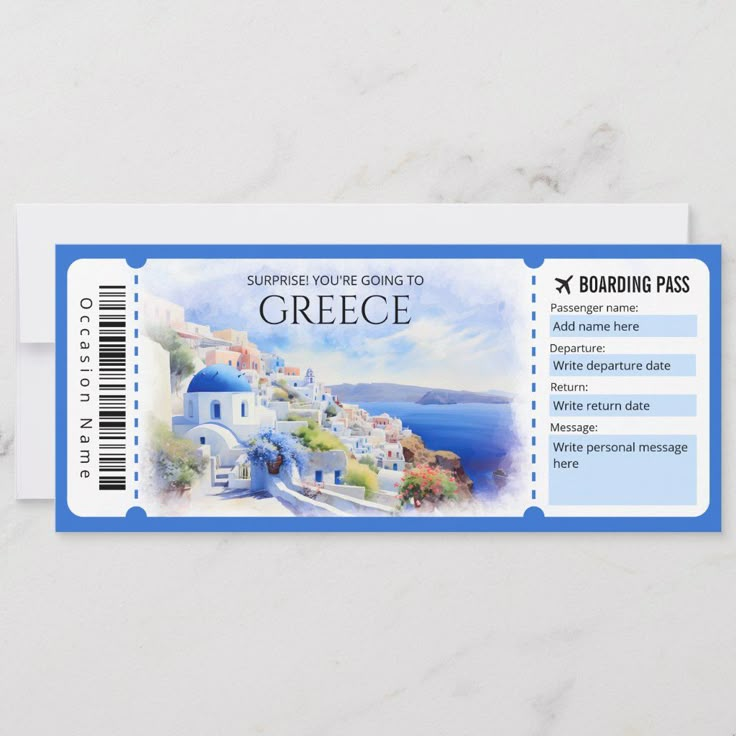 Occasion Name
SURPRISE! YOU'RE GOING TO
GREECE
BOARDING PASS
Passenger name:
Add name here
Departure:
Write departure date
Return:
Write return date
Message:
Write personal message
here